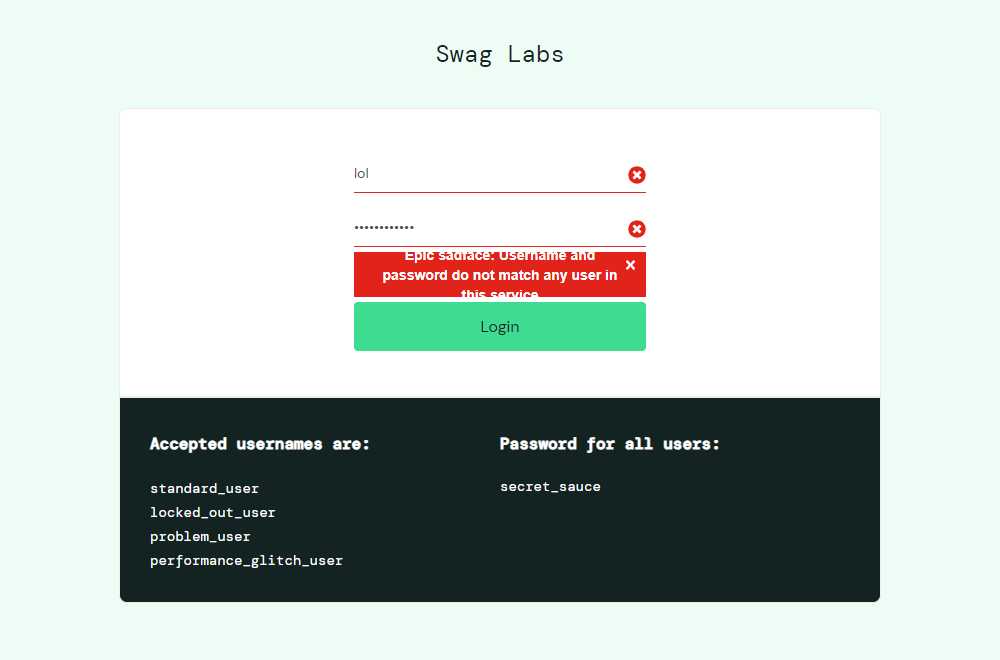 Swag Labs
lol
••••••••••••
Epic sadface: Username and
password do not match any user in
this service
Login
Accepted usernames are:
Password for all users:
standard_user
locked_out_user
problem_user
performance_glitch_user
secret_sauce